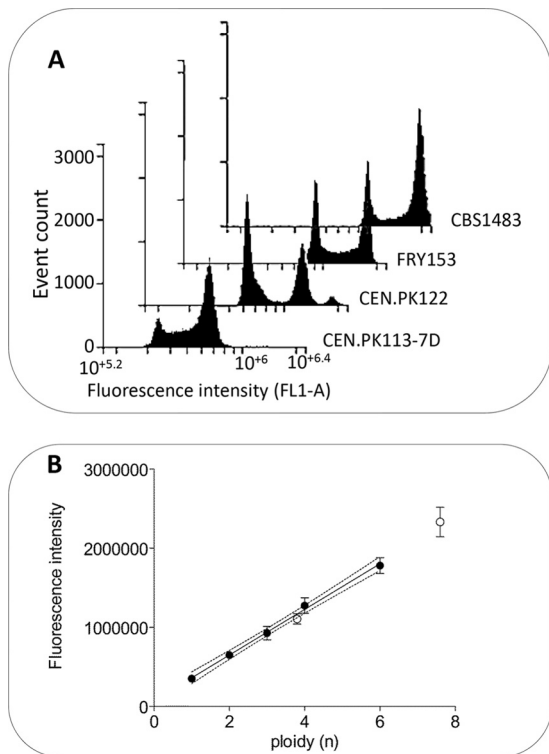 A
CBS1483
FRY153
CEN.PK122
CEN.PK113-7D
Event count
3000
2000
1000
0
10+5.2
10+6
10+6.4
Fluorescence intensity (FL1-A)
B
Fluorescence intensity
3000000
2000000
1000000
0
0 2 4 6 8
ploidy (n)